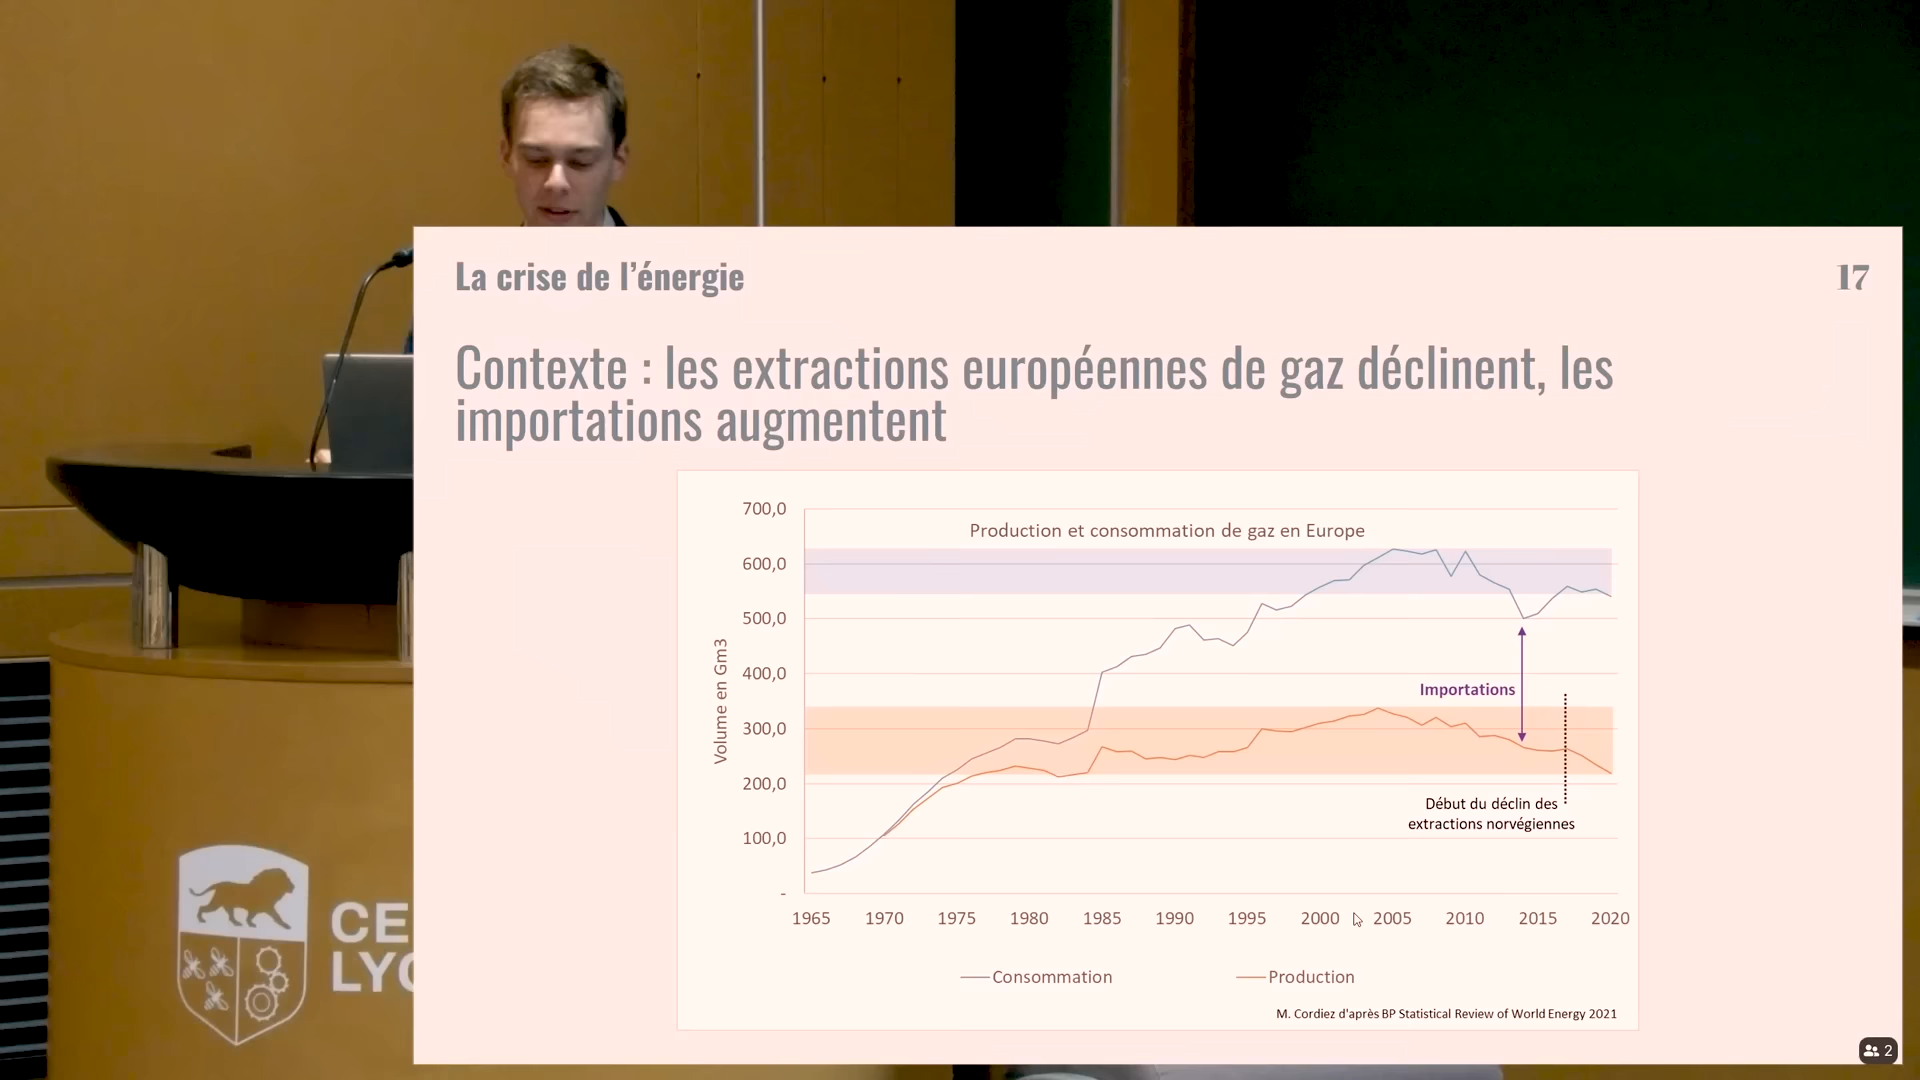 La crise de l’énergie
17
Contexte : les extractions européennes de gaz déclinent, les
importations augmentent
Production et consommation de gaz en Europe
Volume en Gm3
700,0
600,0
500,0
400,0
300,0
200,0
100,0
-
Importations
Début du déclin des
extractions norvégiennes
1965 1970 1975 1980 1985 1990 1995 2000 2005 2010 2015 2020
Consommation Production
M. Cordiez d'après BP Statistical Review of World Energy 2021
CE
LYC
2